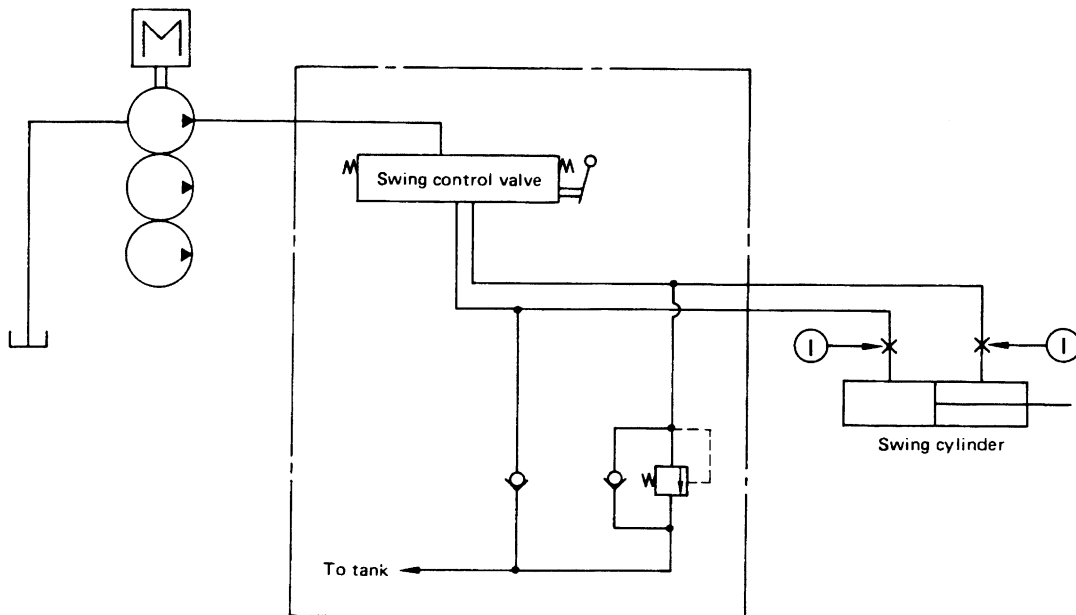 M
Swing control valve
I
I
Swing cylinder
To tank